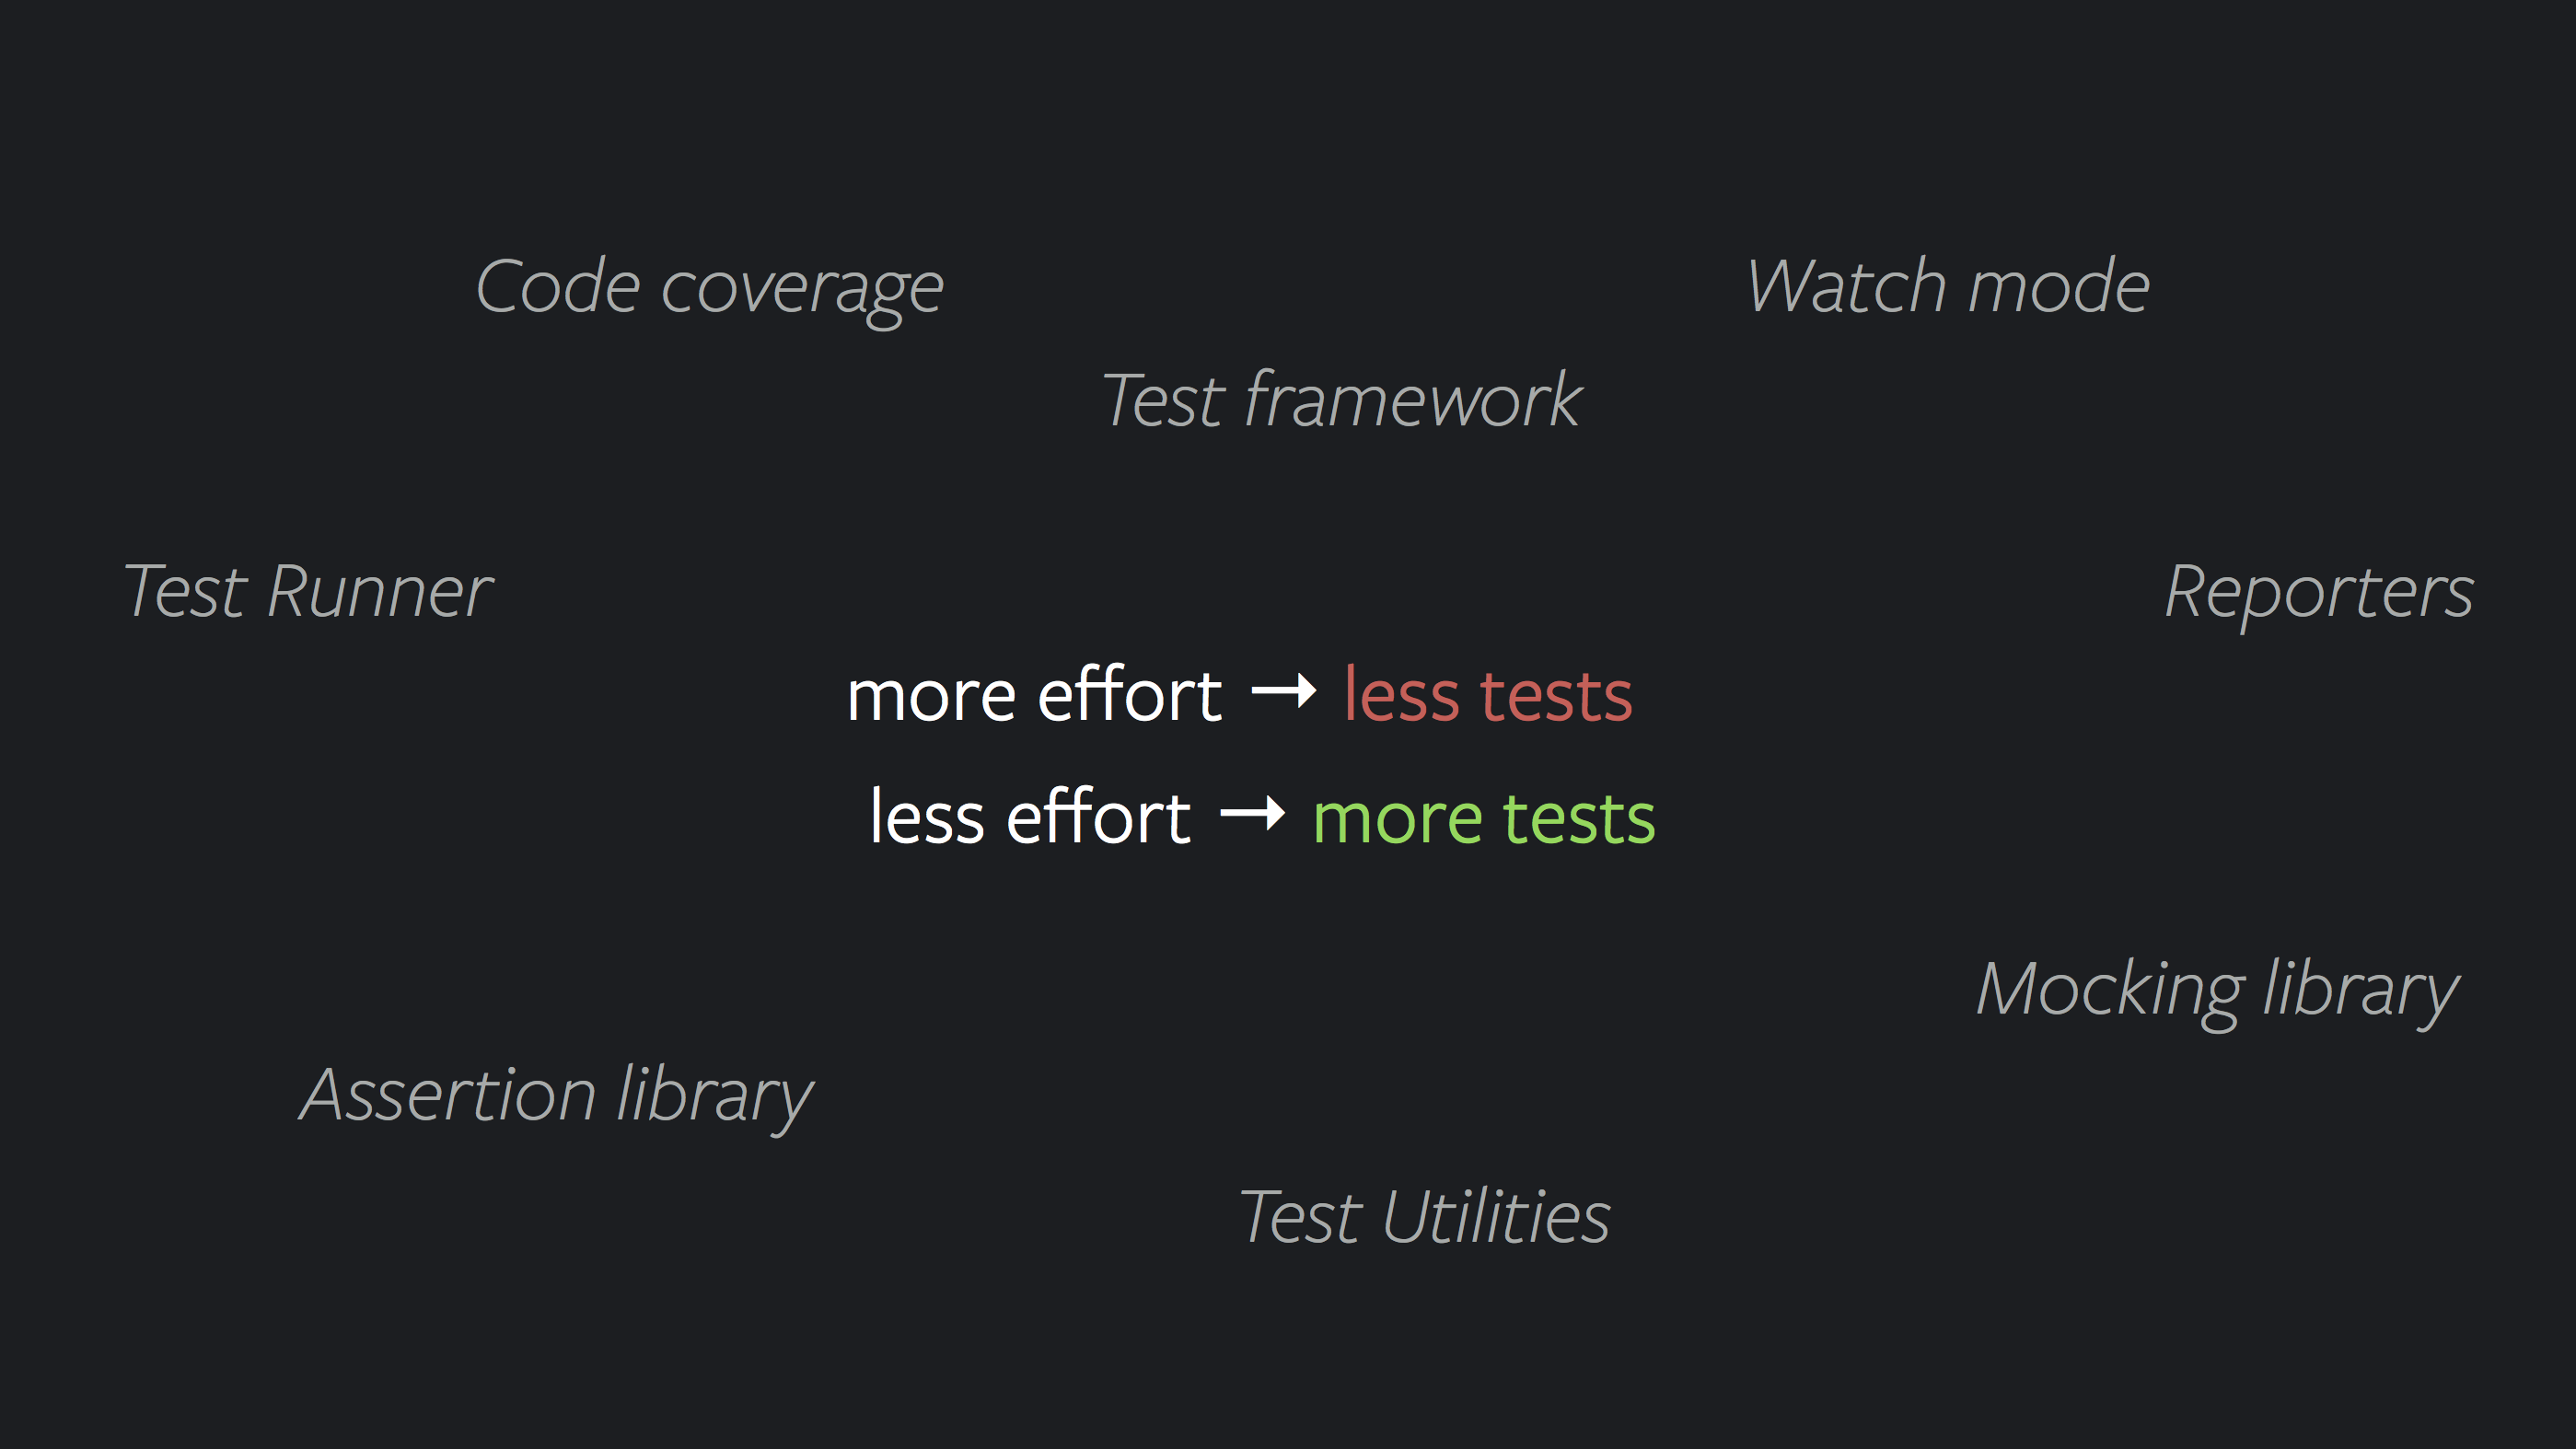 Code coverage
Watch mode
Test framework
Test Runner
Reporters
more effort → less tests
less effort → more tests
Mocking library
Assertion library
Test Utilities